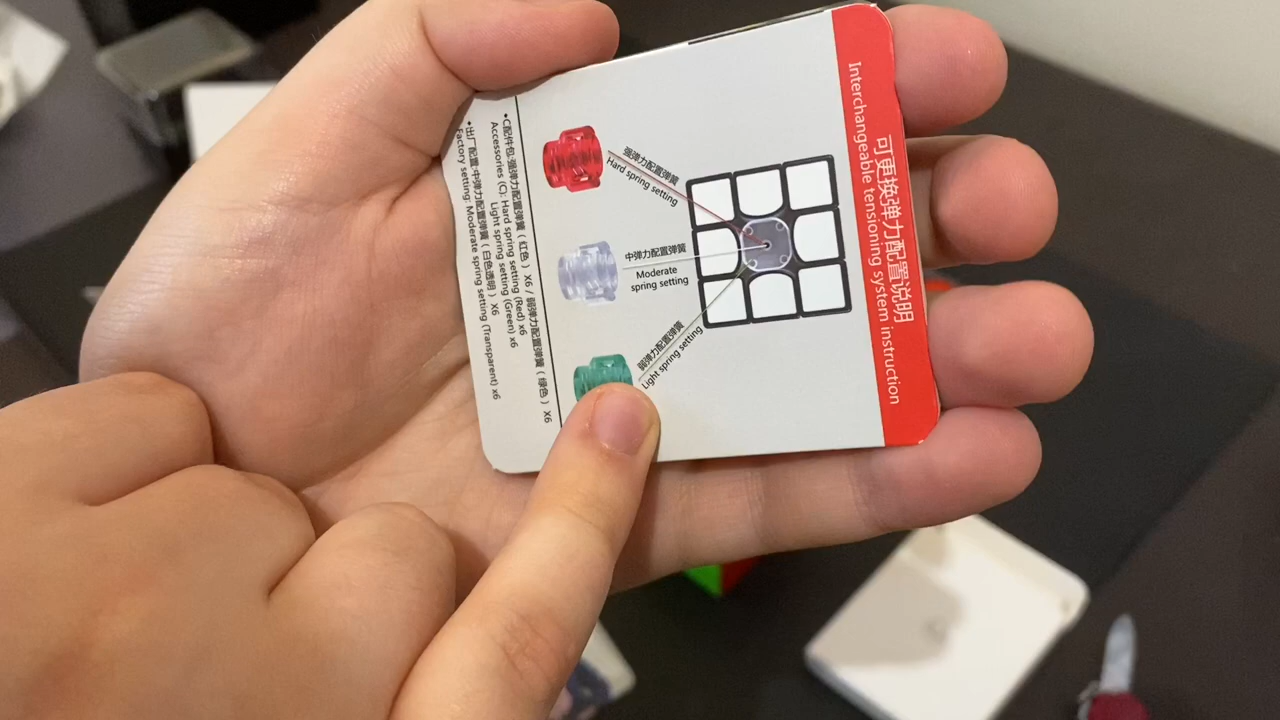 可更换弹力配置说明
Interchangeable tensioning system instruction
强弹力配置弹簧
Hard spring setting
中弹力配置弹簧
Moderate
spring setting
弱弹力配置弹簧
Light spring setting
•C配件包:强弹力配置弹簧（红色）X6 / 弱弹力配置弹簧（绿色）X6
Accessories (C): Hard spring setting (Red) x6
Light spring setting (Green) x6
•出厂配置:中弹力配置弹簧（白色透明）X6
Factory setting: Moderate spring setting (Transparent) x6